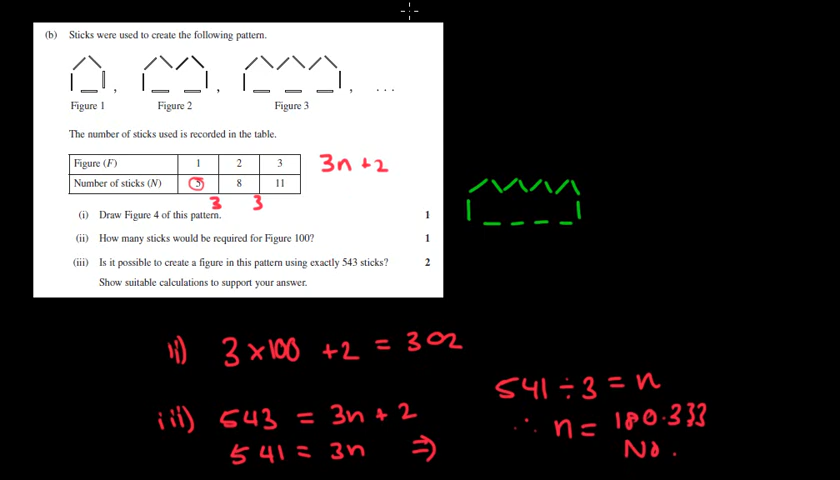 (b) Sticks were used to create the following pattern.
, , , ...
Figure 1 Figure 2 Figure 3
The number of sticks used is recorded in the table.
Figure (F) 1 2 3 3n + 2
Number of sticks (N) 5 8 11
3 3
(i) Draw Figure 4 of this pattern. 1
(ii) How many sticks would be required for Figure 100? 1
(iii) Is it possible to create a figure in this pattern using exactly 543 sticks? 2
Show suitable calculations to support your answer.
ii) 3 × 100 + 2 = 302
iii) 543 = 3n + 2
541 = 3n ⇒
541 ÷ 3 = n
∴ n = 180.333
No.